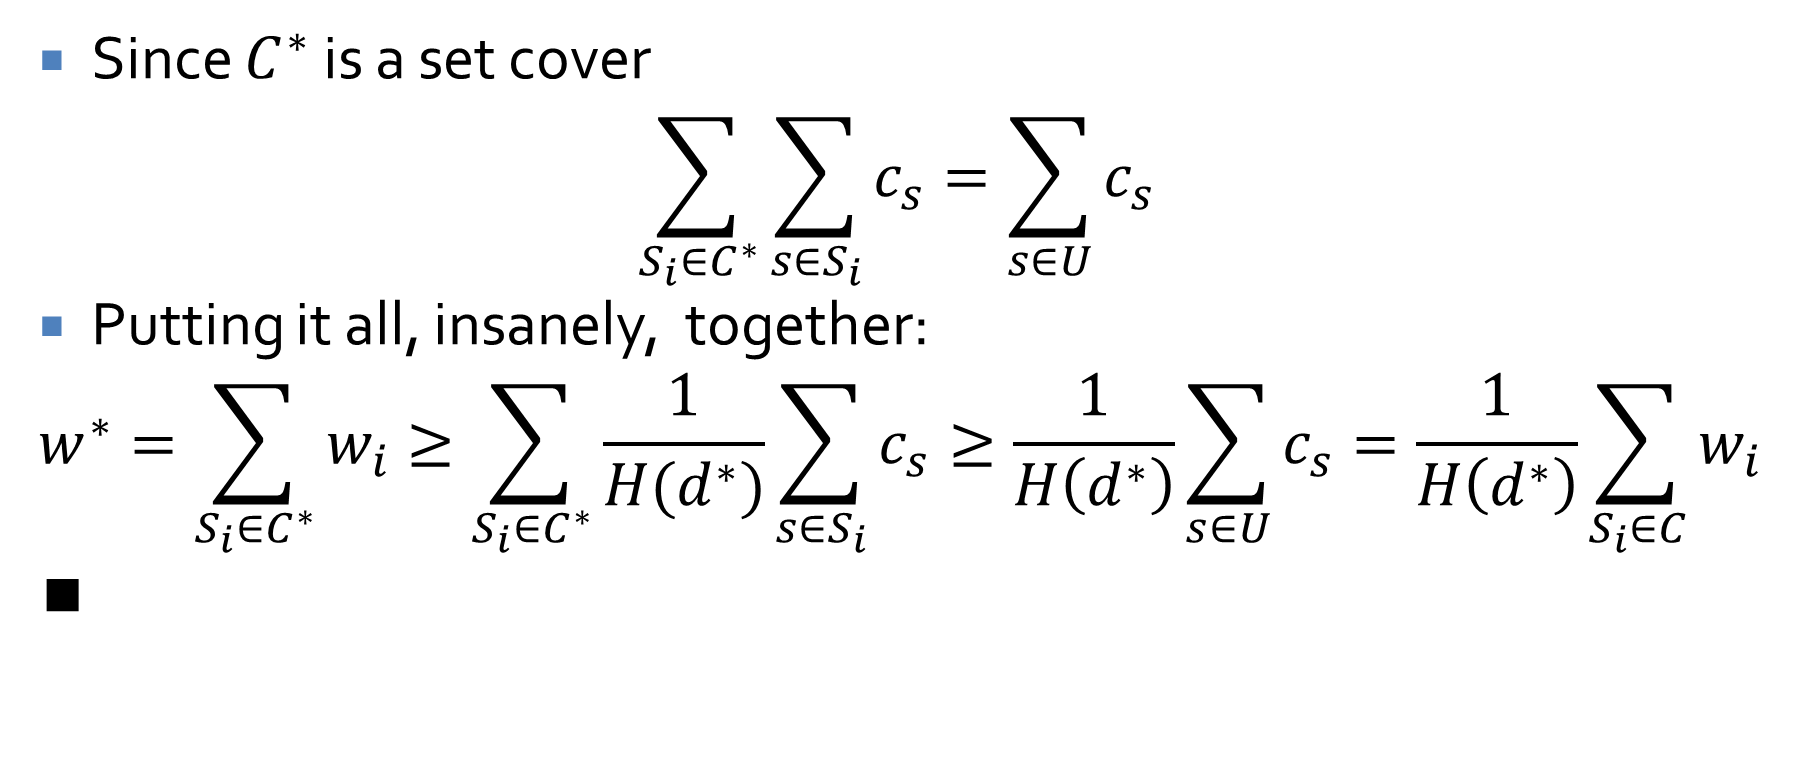 ▪ Since 𝐶* is a set cover
∑_{S_i∈C*} ∑_{s∈S_i} c_s = ∑_{s∈U} c_s
▪ Putting it all, insanely, together:
w* = ∑_{S_i∈C*} w_i ≥ ∑_{S_i∈C*} 1/H(d*) ∑_{s∈S_i} c_s ≥ 1/H(d*) ∑_{s∈U} c_s = 1/H(d*) ∑_{S_i∈C} w_i
■